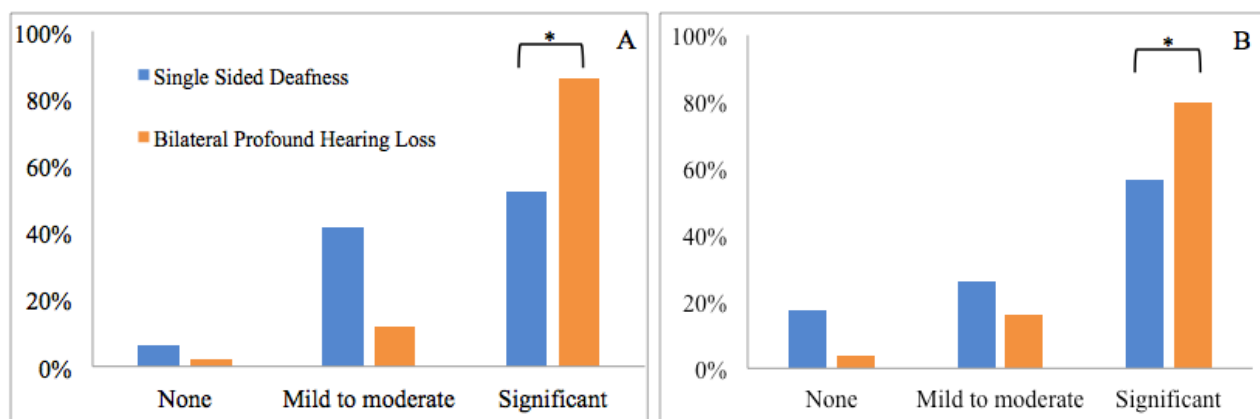 100%
A
*
Single Sided Deafness
80%
Bilateral Profound Hearing Loss
60%
40%
20%
0%
None Mild to moderate Significant
100%
B
*
80%
60%
40%
20%
0%
None Mild to moderate Significant